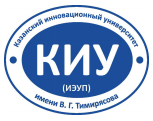 Казанский инновационный университет
КИУ
(ИЭУП)
имени В. Г. Тимирясова